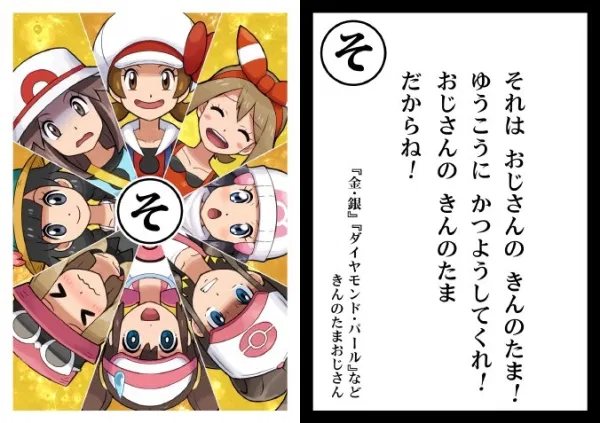 そ
そ
それは おじさんの きんのたま!
ゆうこうに かつようしてくれ!
おじさんの きんのたま
だからね!
『金・銀』『ダイヤモンド・パール』など
きんのたまおじさん